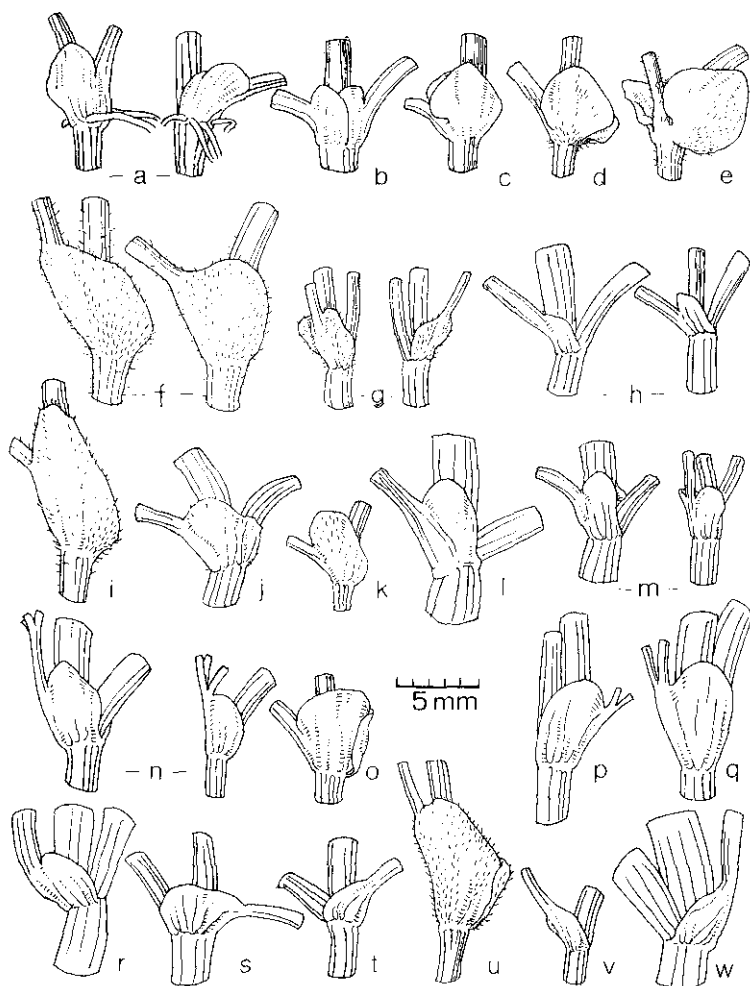 - a - b c d e
- f - g - h -
i j k l - m -
- n - o 5 mm p q
r s t u v w